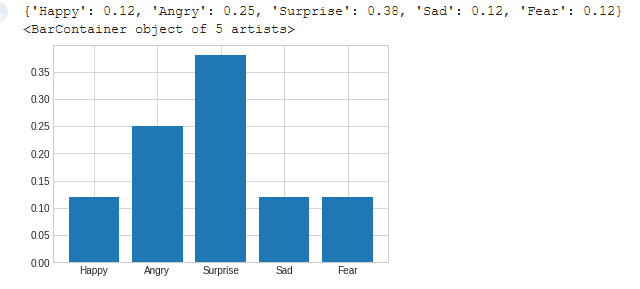 {'Happy': 0.12, 'Angry': 0.25, 'Surprise': 0.38, 'Sad': 0.12, 'Fear': 0.12}
<BarContainer object of 5 artists>
0.35
0.30
0.25
0.20
0.15
0.10
0.05
0.00
Happy Angry Surprise Sad Fear